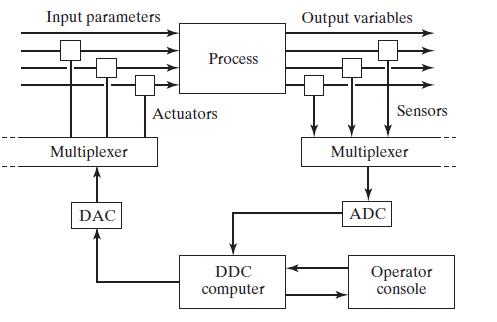 Input parameters
Output variables
Process
Actuators
Sensors
Multiplexer
Multiplexer
DAC
ADC
DDC
computer
Operator
console